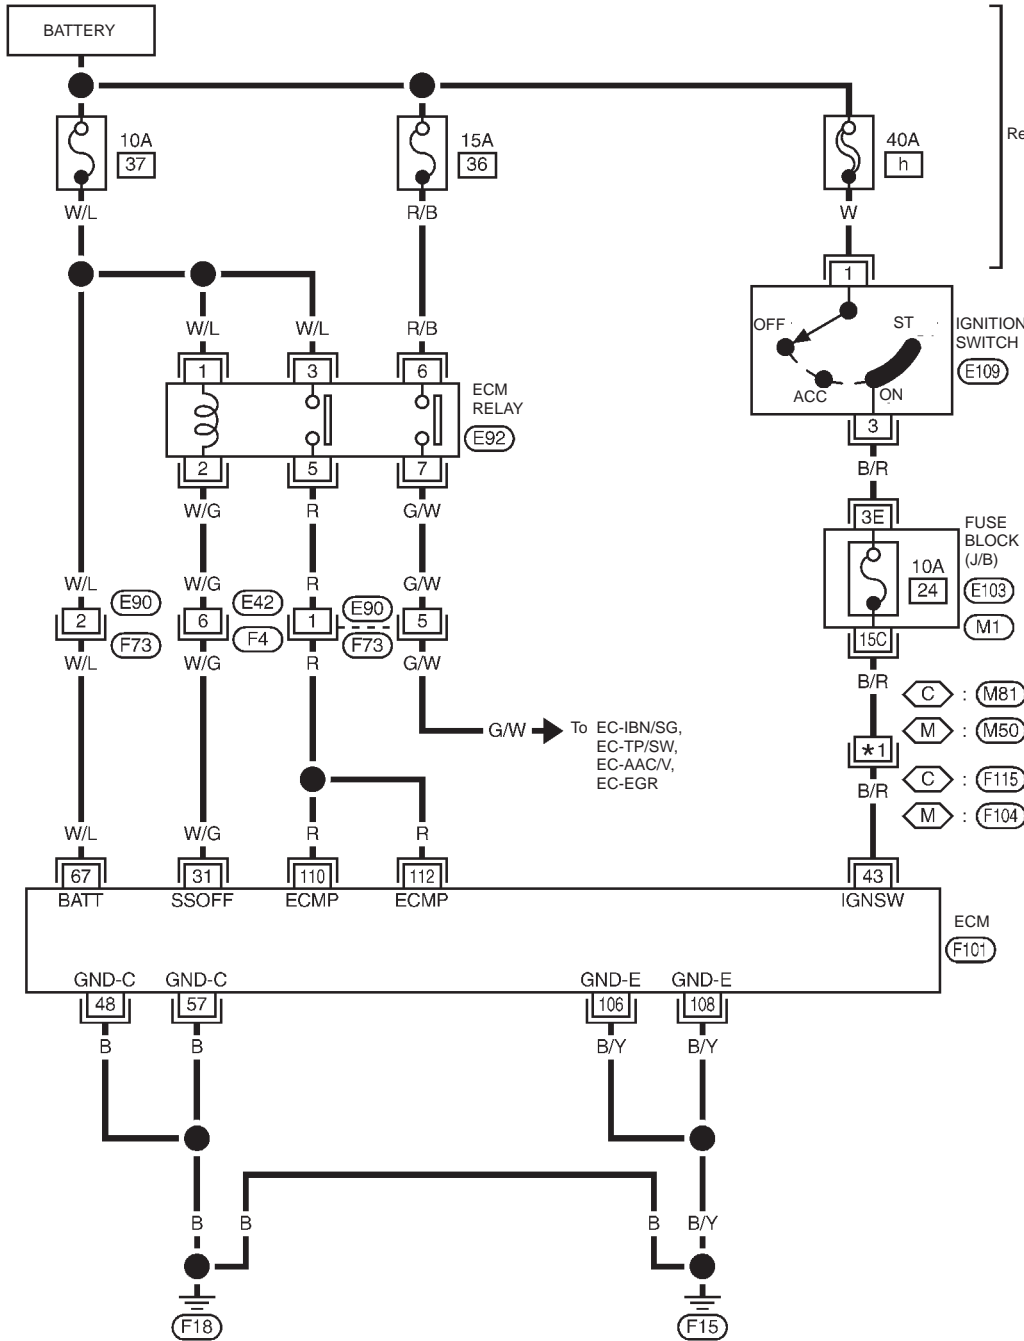 BATTERY
10A
37
15A
36
40A
h
Re
W/L
R/B
W
1
W/L
W/L
R/B
OFF
ST
IGNITION
SWITCH
E109
ACC
ON
1
3
6
ECM
RELAY
E92
3
2
5
7
B/R
W/G
R
G/W
3E
FUSE
BLOCK
(J/B)
10A
24
E103
M1
W/L
W/G
R
G/W
E90
E42
E90
2
6
1
5
F73
F4
F73
15C
W/L
W/G
R
G/W
B/R
C : M81
M : M50
G/W
To EC-IBN/SG,
EC-TP/SW,
EC-AAC/V,
EC-EGR
★1
C : F115
B/R
M : F104
W/L
W/G
R
R
67
31
110
112
43
BATT
SSOFF
ECMP
ECMP
IGNSW
ECM
F101
GND-C
GND-C
GND-E
GND-E
48
57
106
108
B
B
B/Y
B/Y
B
B
B
B/Y
F18
F15